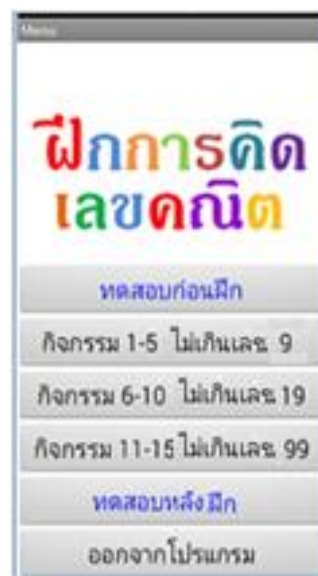 Menu
ฝึกการคิด
เลขคณิต
ทดสอบก่อนฝึก
กิจกรรม 1-5 ไม่เกินเลข 9
กิจกรรม 6-10 ไม่เกินเลข 19
กิจกรรม 11-15 ไม่เกินเลข 99
ทดสอบหลังฝึก
ออกจากโปรแกรม